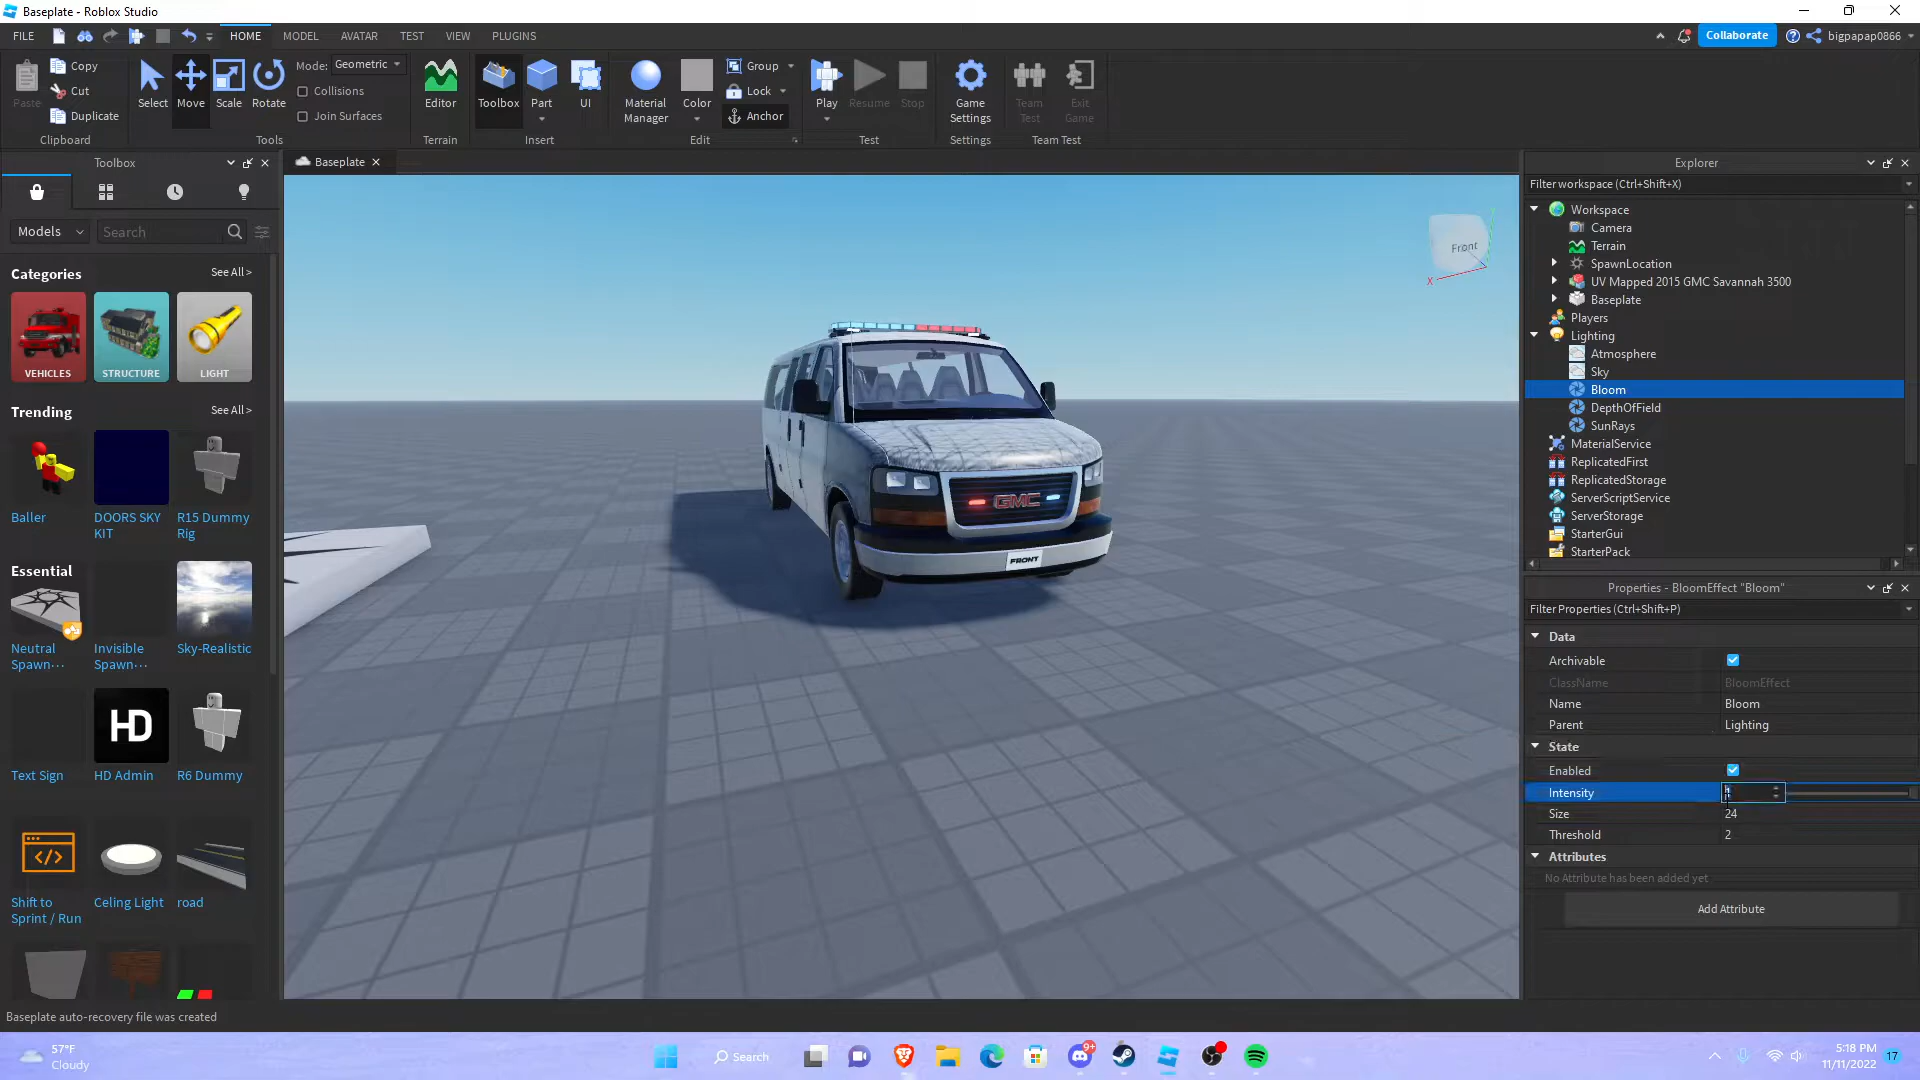 Baseplate - Roblox Studio
FILE
HOME
MODEL
AVATAR
TEST
VIEW
PLUGINS
Collaborate
bigpapap0866
Paste
Copy
Cut
Duplicate
Clipboard
Select
Move
Scale
Rotate
Mode:
Geometric
Collisions
Join Surfaces
Tools
Editor
Terrain
Toolbox
Part
UI
Insert
Material
Manager
Color
Group
Lock
Anchor
Edit
Play
Resume
Stop
Test
Game
Settings
Settings
Team
Test
Exit
Game
Team Test
Toolbox
Models
Search
Categories
See All >
VEHICLES
STRUCTURE
LIGHT
Trending
See All >
Baller
DOORS SKY
KIT
R15 Dummy
Rig
Essential
Neutral
Spawn···
Invisible
Spawn···
Sky-Realistic
HD
Text Sign
HD Admin
R6 Dummy
Shift to
Sprint / Run
Celing Light
road
Baseplate
Front
X
GMC
FRONT
Explorer
Filter workspace (Ctrl+Shift+X)
Workspace
Camera
Terrain
SpawnLocation
UV Mapped 2015 GMC Savannah 3500
Baseplate
Players
Lighting
Atmosphere
Sky
Bloom
DepthOfField
SunRays
MaterialService
ReplicatedFirst
ReplicatedStorage
ServerScriptService
ServerStorage
StarterGui
StarterPack
Properties - BloomEffect "Bloom"
Filter Properties (Ctrl+Shift+P)
Data
Archivable
ClassName BloomEffect
Name Bloom
Parent Lighting
State
Enabled
Intensity 1
Size 24
Threshold 2
Attributes
No Attribute has been added yet
Add Attribute
Baseplate auto-recovery file was created
57°F
Cloudy
Search
9+
5:18 PM
11/11/2022
17